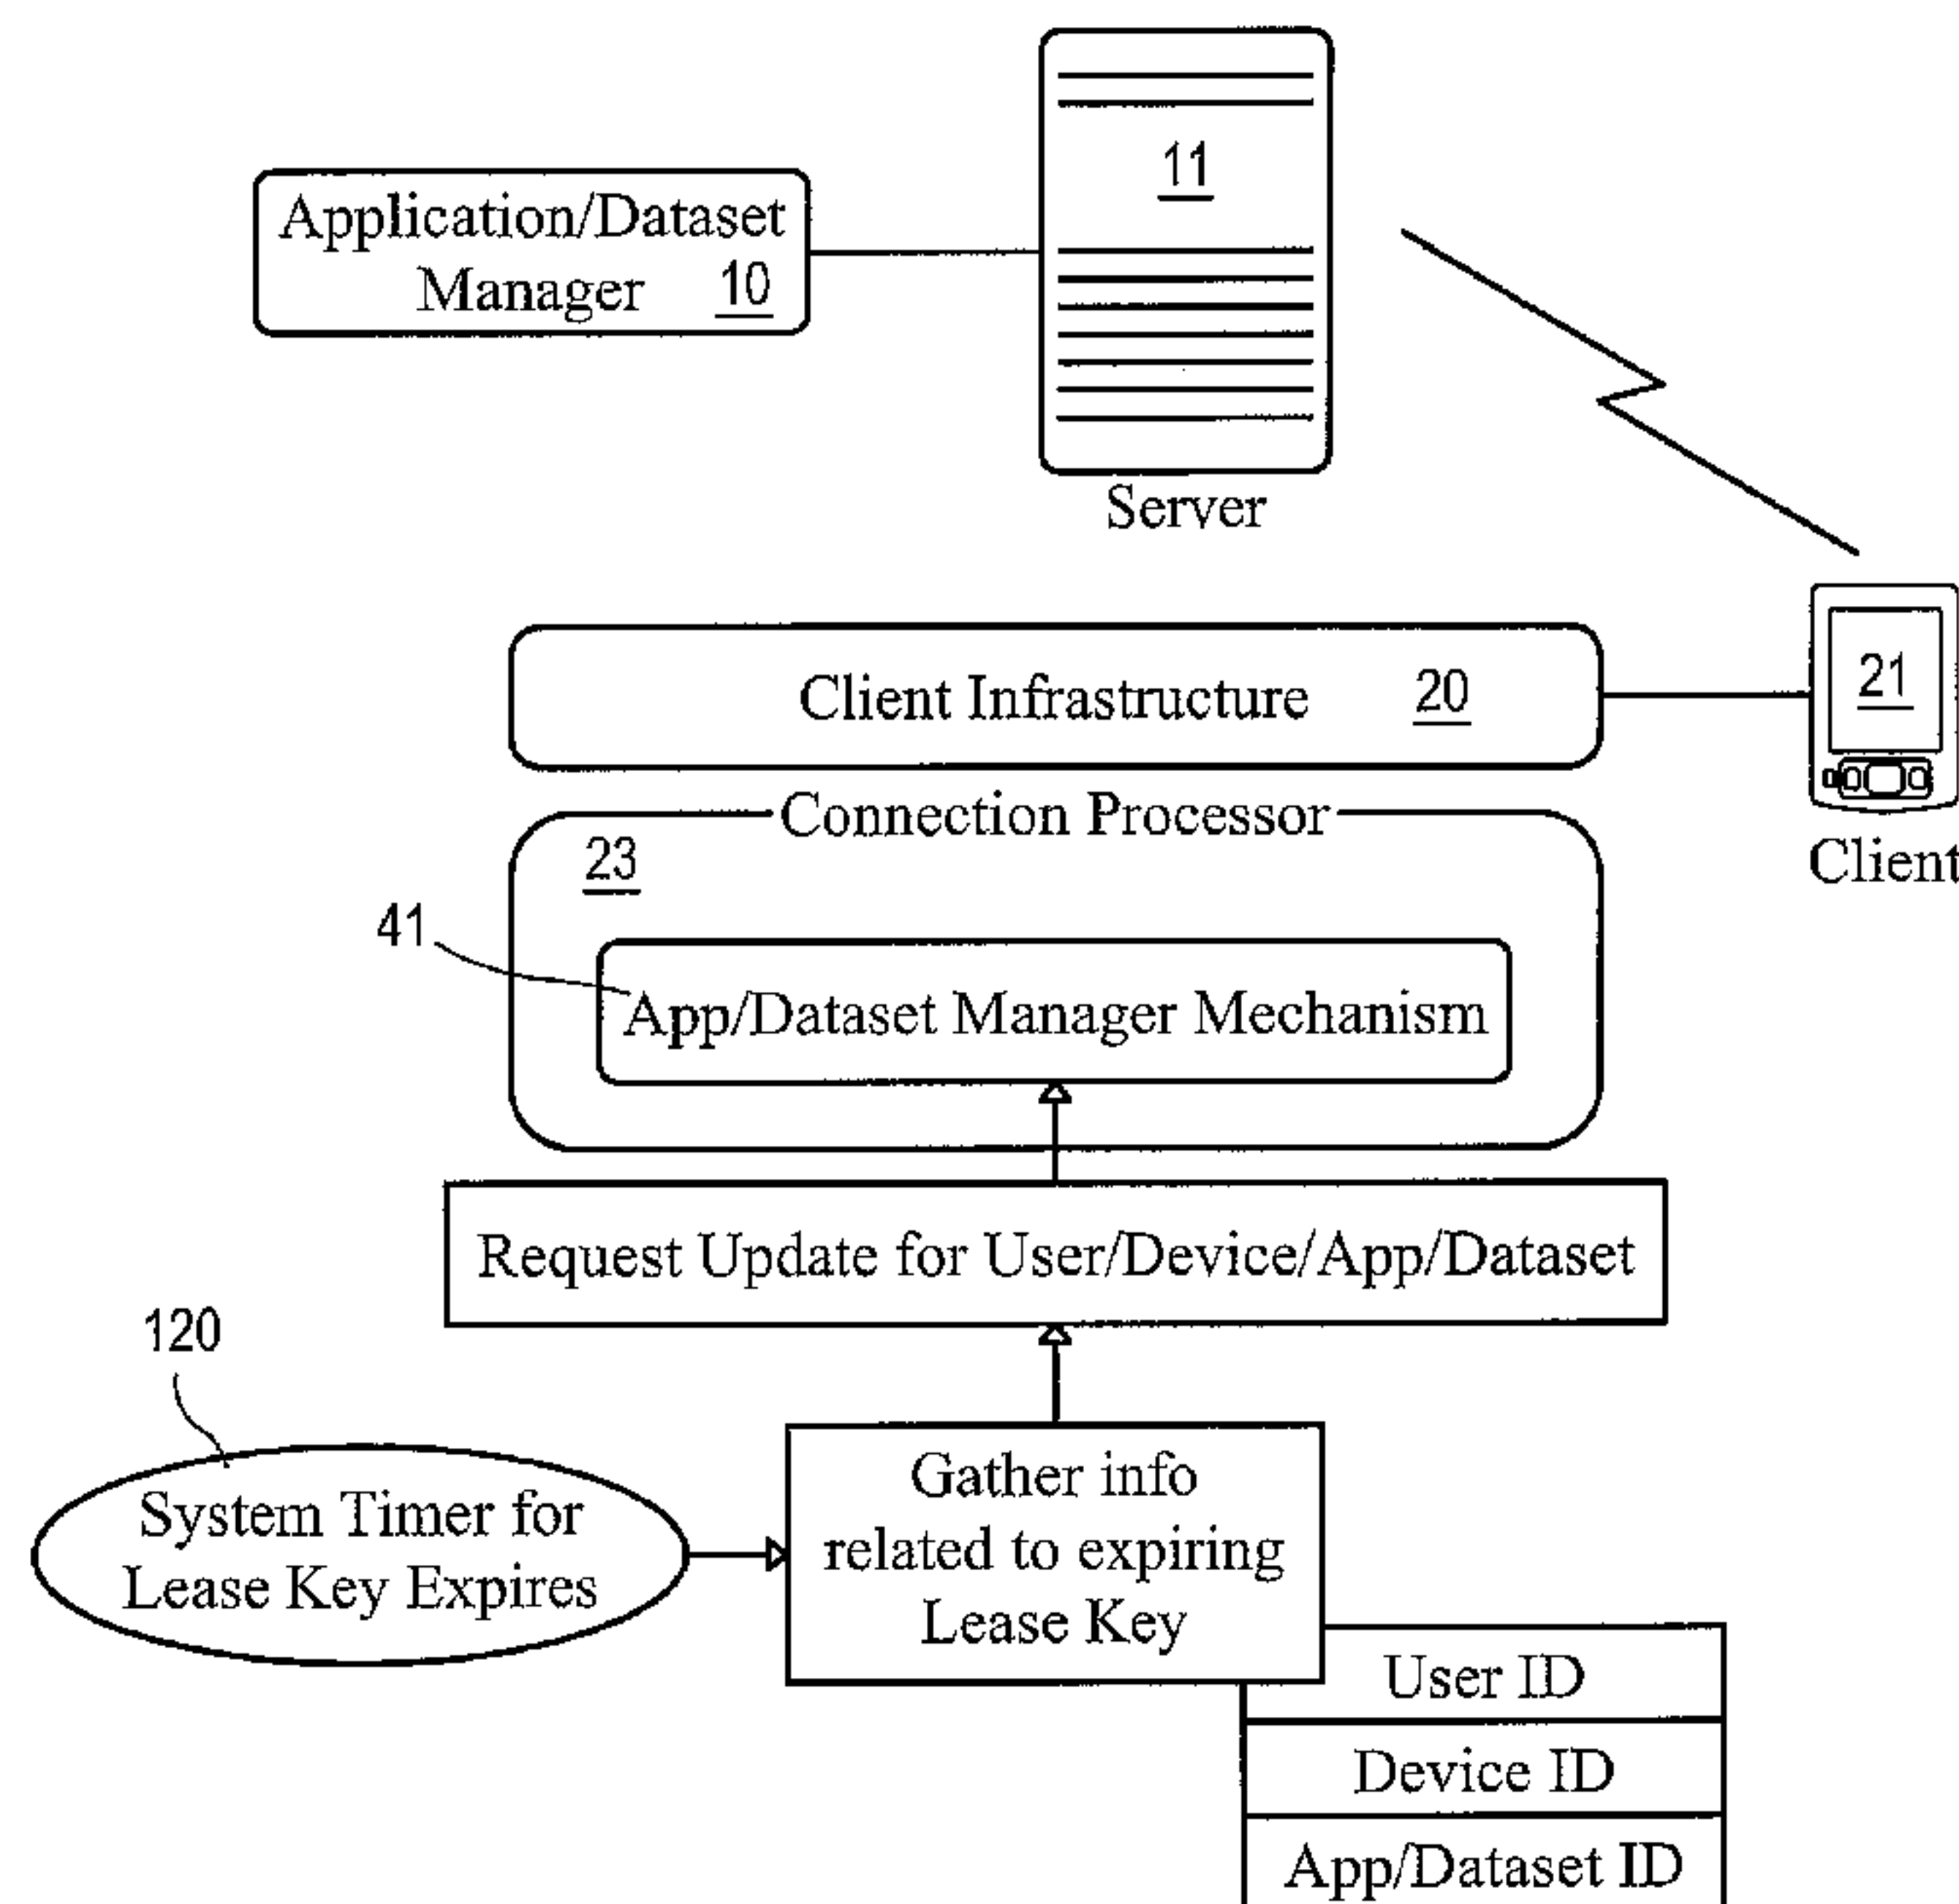 11
Application/Dataset
Manager 10
Server
Client Infrastructure 20
21
Connection Processor
23
Client
41
App/Dataset Manager Mechanism
Request Update for User/Device/App/Dataset
120
System Timer for
Lease Key Expires
Gather info
related to expiring
Lease Key
User ID
Device ID
App/Dataset ID